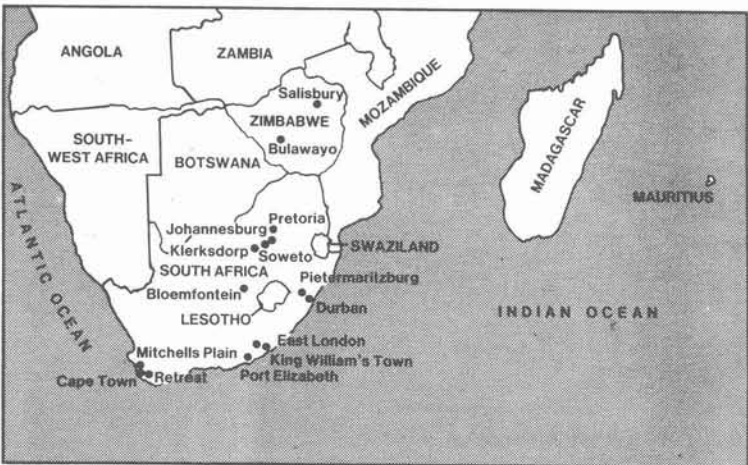 ANGOLA
ZAMBIA
MOZAMBIQUE
Salisbury
ZIMBABWE
Bulawayo
SOUTH-
WEST AFRICA
BOTSWANA
MADAGASCAR
MAURITIUS
ATLANTIC OCEAN
Pretoria
Johannesburg
Klerksdorp
Soweto
SWAZILAND
SOUTH AFRICA
Pietermaritzburg
Bloemfontein
Durban
LESOTHO
INDIAN OCEAN
East London
Mitchells Plain
King William's Town
Cape Town
Retreat
Port Elizabeth